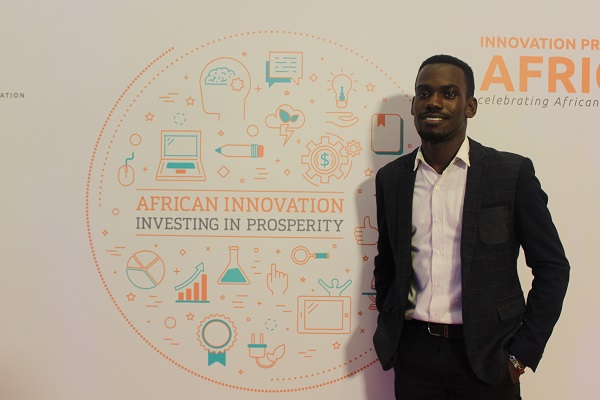 ATION
AFRICAN INNOVATION
INVESTING IN PROSPERITY
$
INNOVATION PR
AFRIC
celebrating African